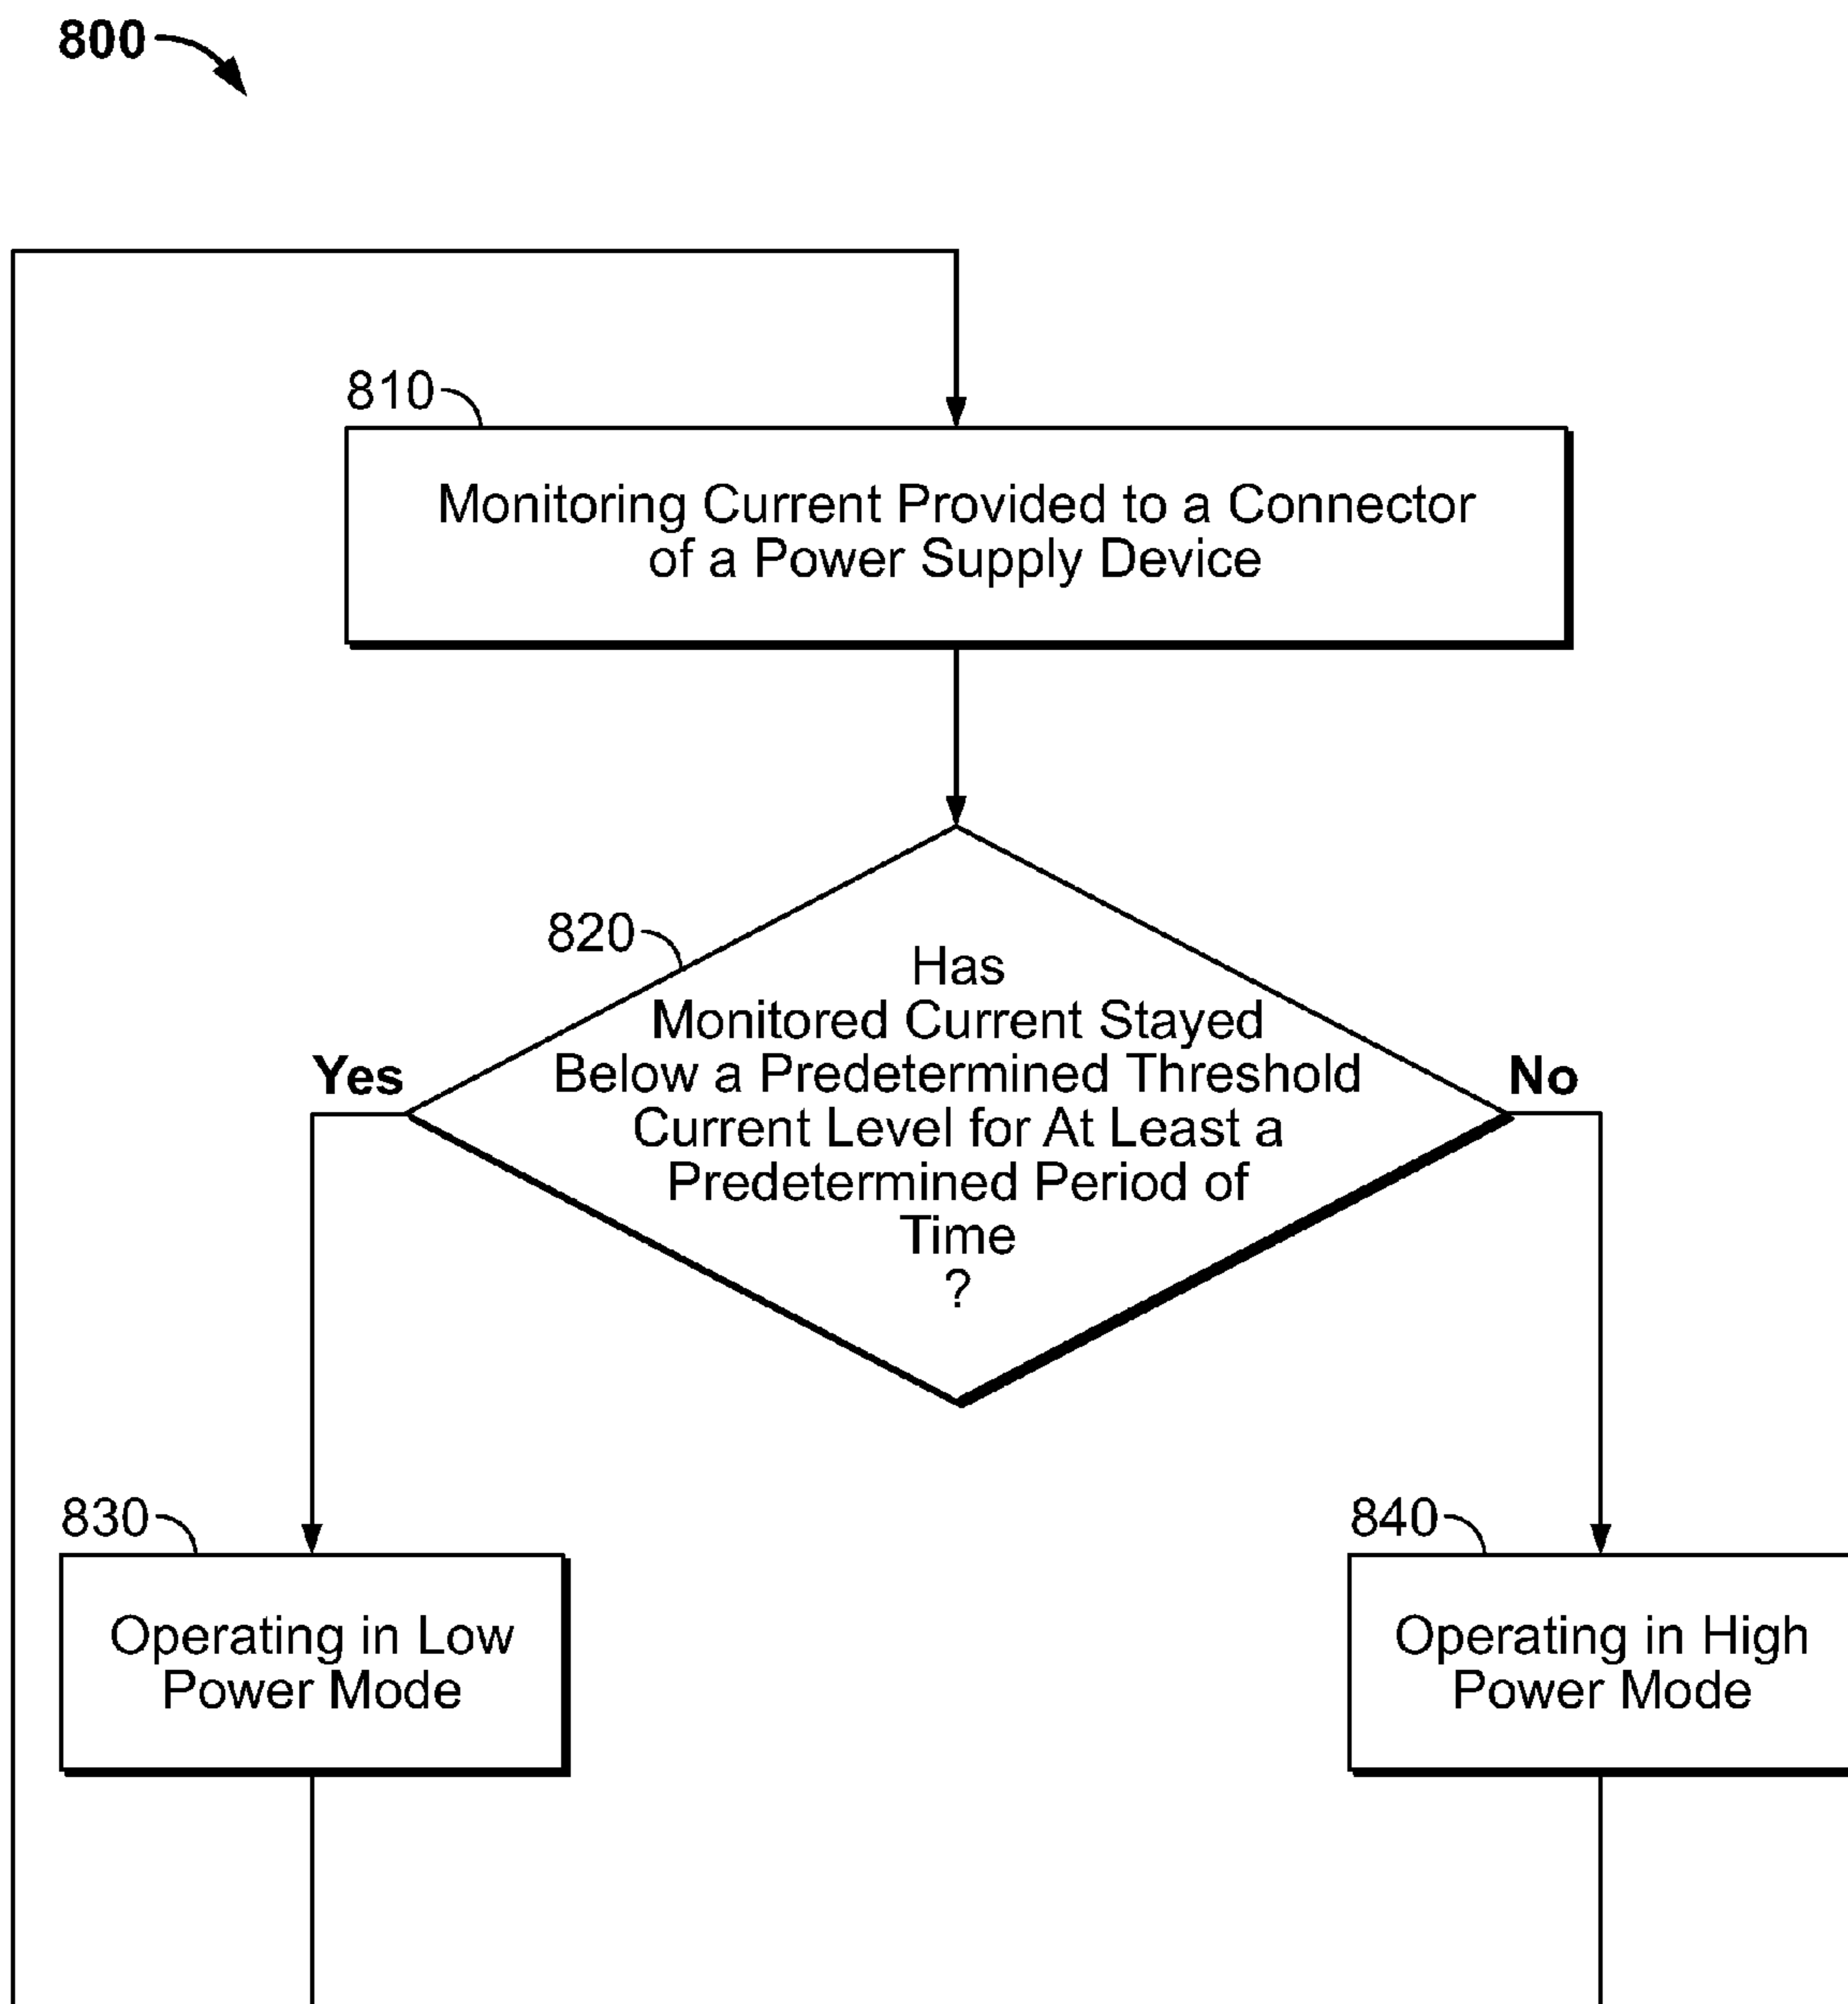 800
810
Monitoring Current Provided to a Connector
of a Power Supply Device
820
Has
Monitored Current Stayed
Below a Predetermined Threshold
Current Level for At Least a
Predetermined Period of
Time
?
Yes
No
830
Operating in Low
Power Mode
840
Operating in High
Power Mode